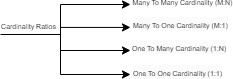 Many To Many Cardinality (M:N)
Cardinality Ratios
Many To One Cardinality (M:1)
One To Many Cardinality (1:N)
One To One Cardinality (1:1)